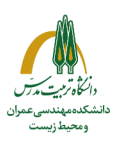 دانشگاه تربیت مدرس
دانشکده مهندسی عمران
و محیط زیست